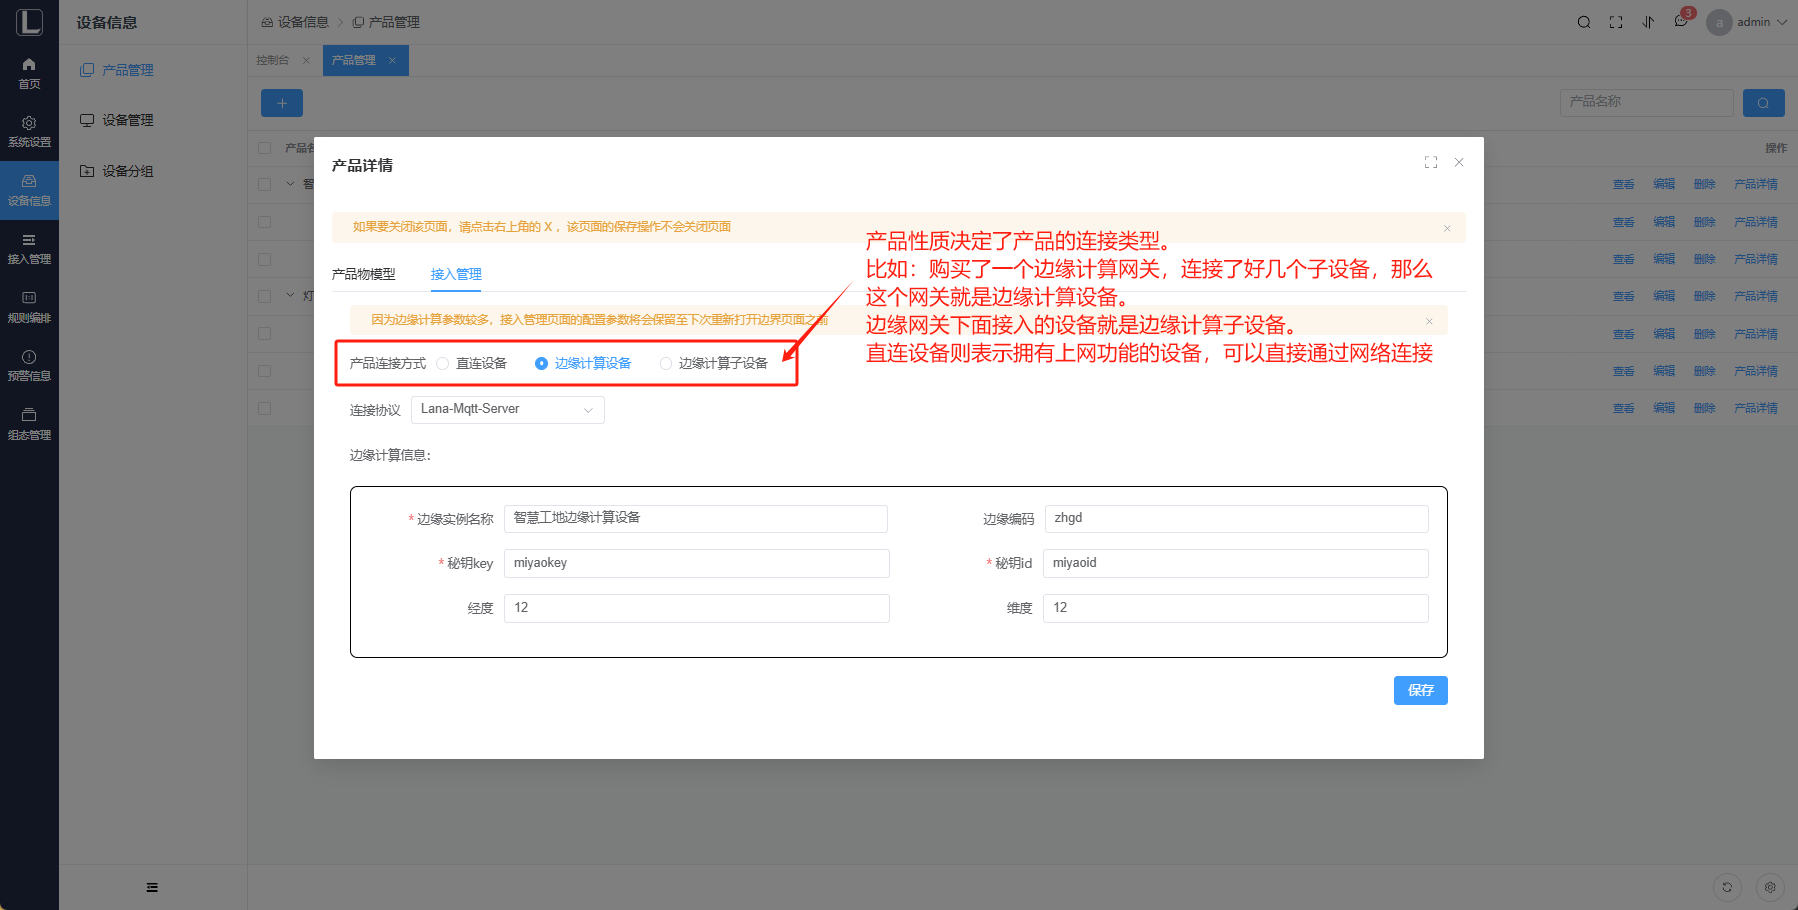 设备信息
设备信息
产品管理
3
a
admin
首页
系统设置
设备信息
接入管理
规则编排
预警信息
组态管理
产品管理
设备管理
设备分组
控制台
产品管理
产品名称
产品名
操作
智
查看 编辑 删除 产品详情
查看 编辑 删除 产品详情
查看 编辑 删除 产品详情
灯
查看 编辑 删除 产品详情
查看 编辑 删除 产品详情
查看 编辑 删除 产品详情
查看 编辑 删除 产品详情
产品详情
如果要关闭该页面，请点击右上角的 X ，该页面的保存操作不会关闭页面
产品性质决定了产品的连接类型。
比如：购买了一个边缘计算网关，连接了好几个子设备，那么
这个网关就是边缘计算设备。
边缘网关下面接入的设备就是边缘计算子设备。
直连设备则表示拥有上网功能的设备，可以直接通过网络连接
产品物模型
接入管理
因为边缘计算参数较多，接入管理页面的配置参数将会保留至下次重新打开边界页面之前
产品连接方式 直连设备 边缘计算设备 边缘计算子设备
连接协议 Lana-Mqtt-Server
边缘计算信息：
* 边缘实例名称 智慧工地边缘计算设备
边缘编码 zhgd
* 秘钥key miyaokey
* 秘钥id miyaoid
经度 12
维度 12
保存